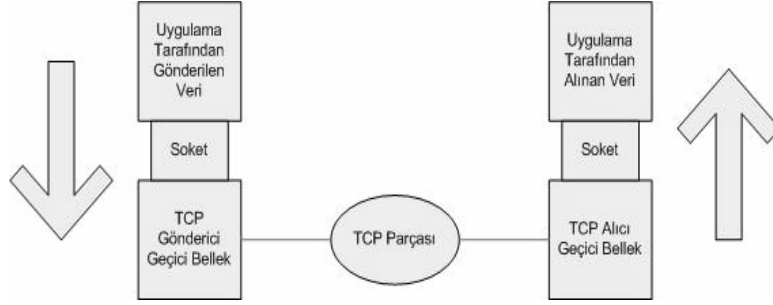 Uygulama
Tarafından
Gönderilen
Veri
Soket
TCP
Gönderici
Geçici Bellek
TCP Parçası
Uygulama
Tarafından
Alınan Veri
Soket
TCP Alıcı
Geçici Bellek